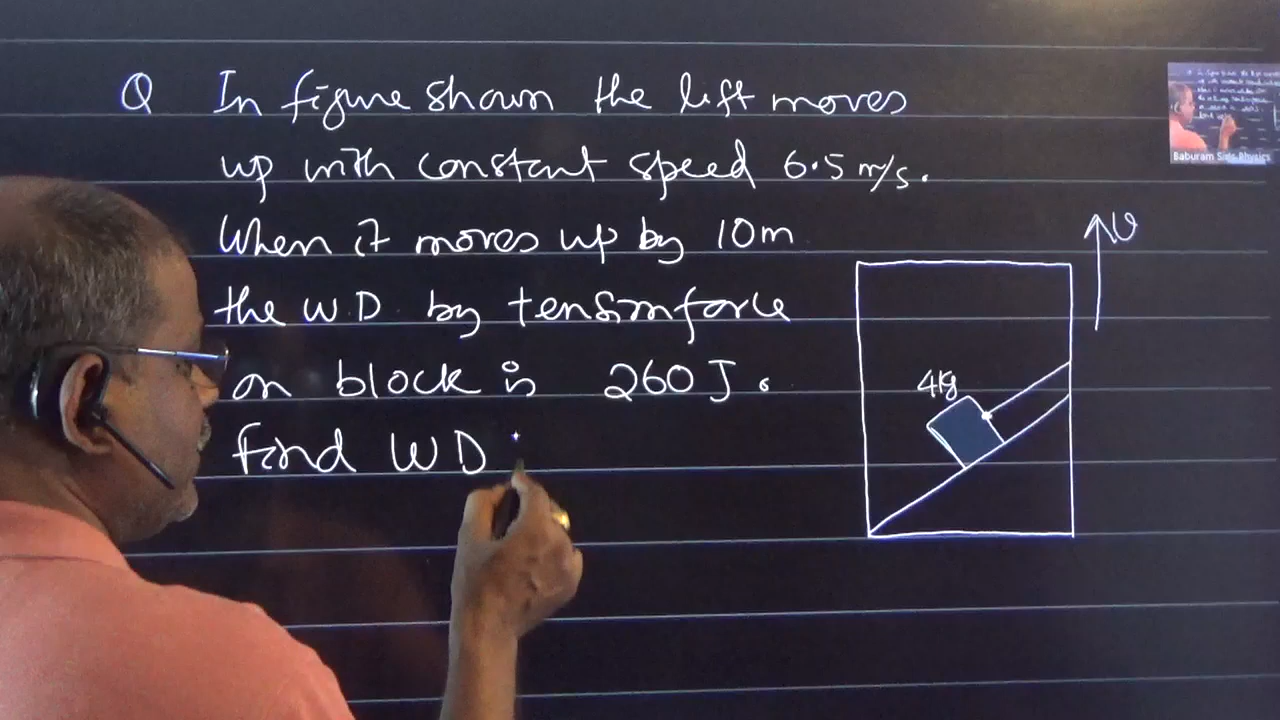 Q In figure shown the lift moves
up with constant speed 6.5 m/s.
When it moves up by 10m
the WD by tension force
on block is 260J.
Find WD
v
4kg
Baburam Sir's Physics